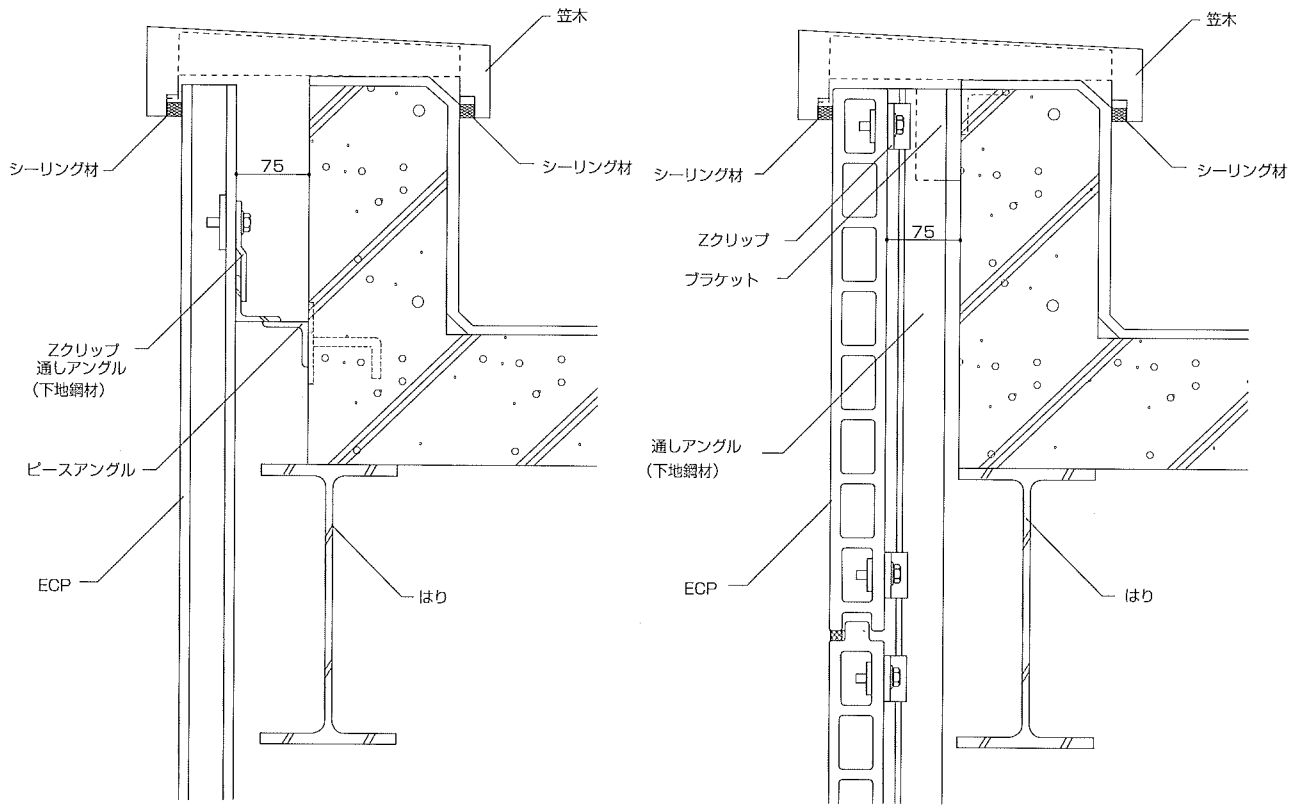 笠木
シーリング材
シーリング材
75
Zクリップ
通しアングル
（下地鋼材）
ピースアングル
ECP
はり
笠木
シーリング材
シーリング材
Zクリップ
75
ブラケット
通しアングル
（下地鋼材）
ECP
はり